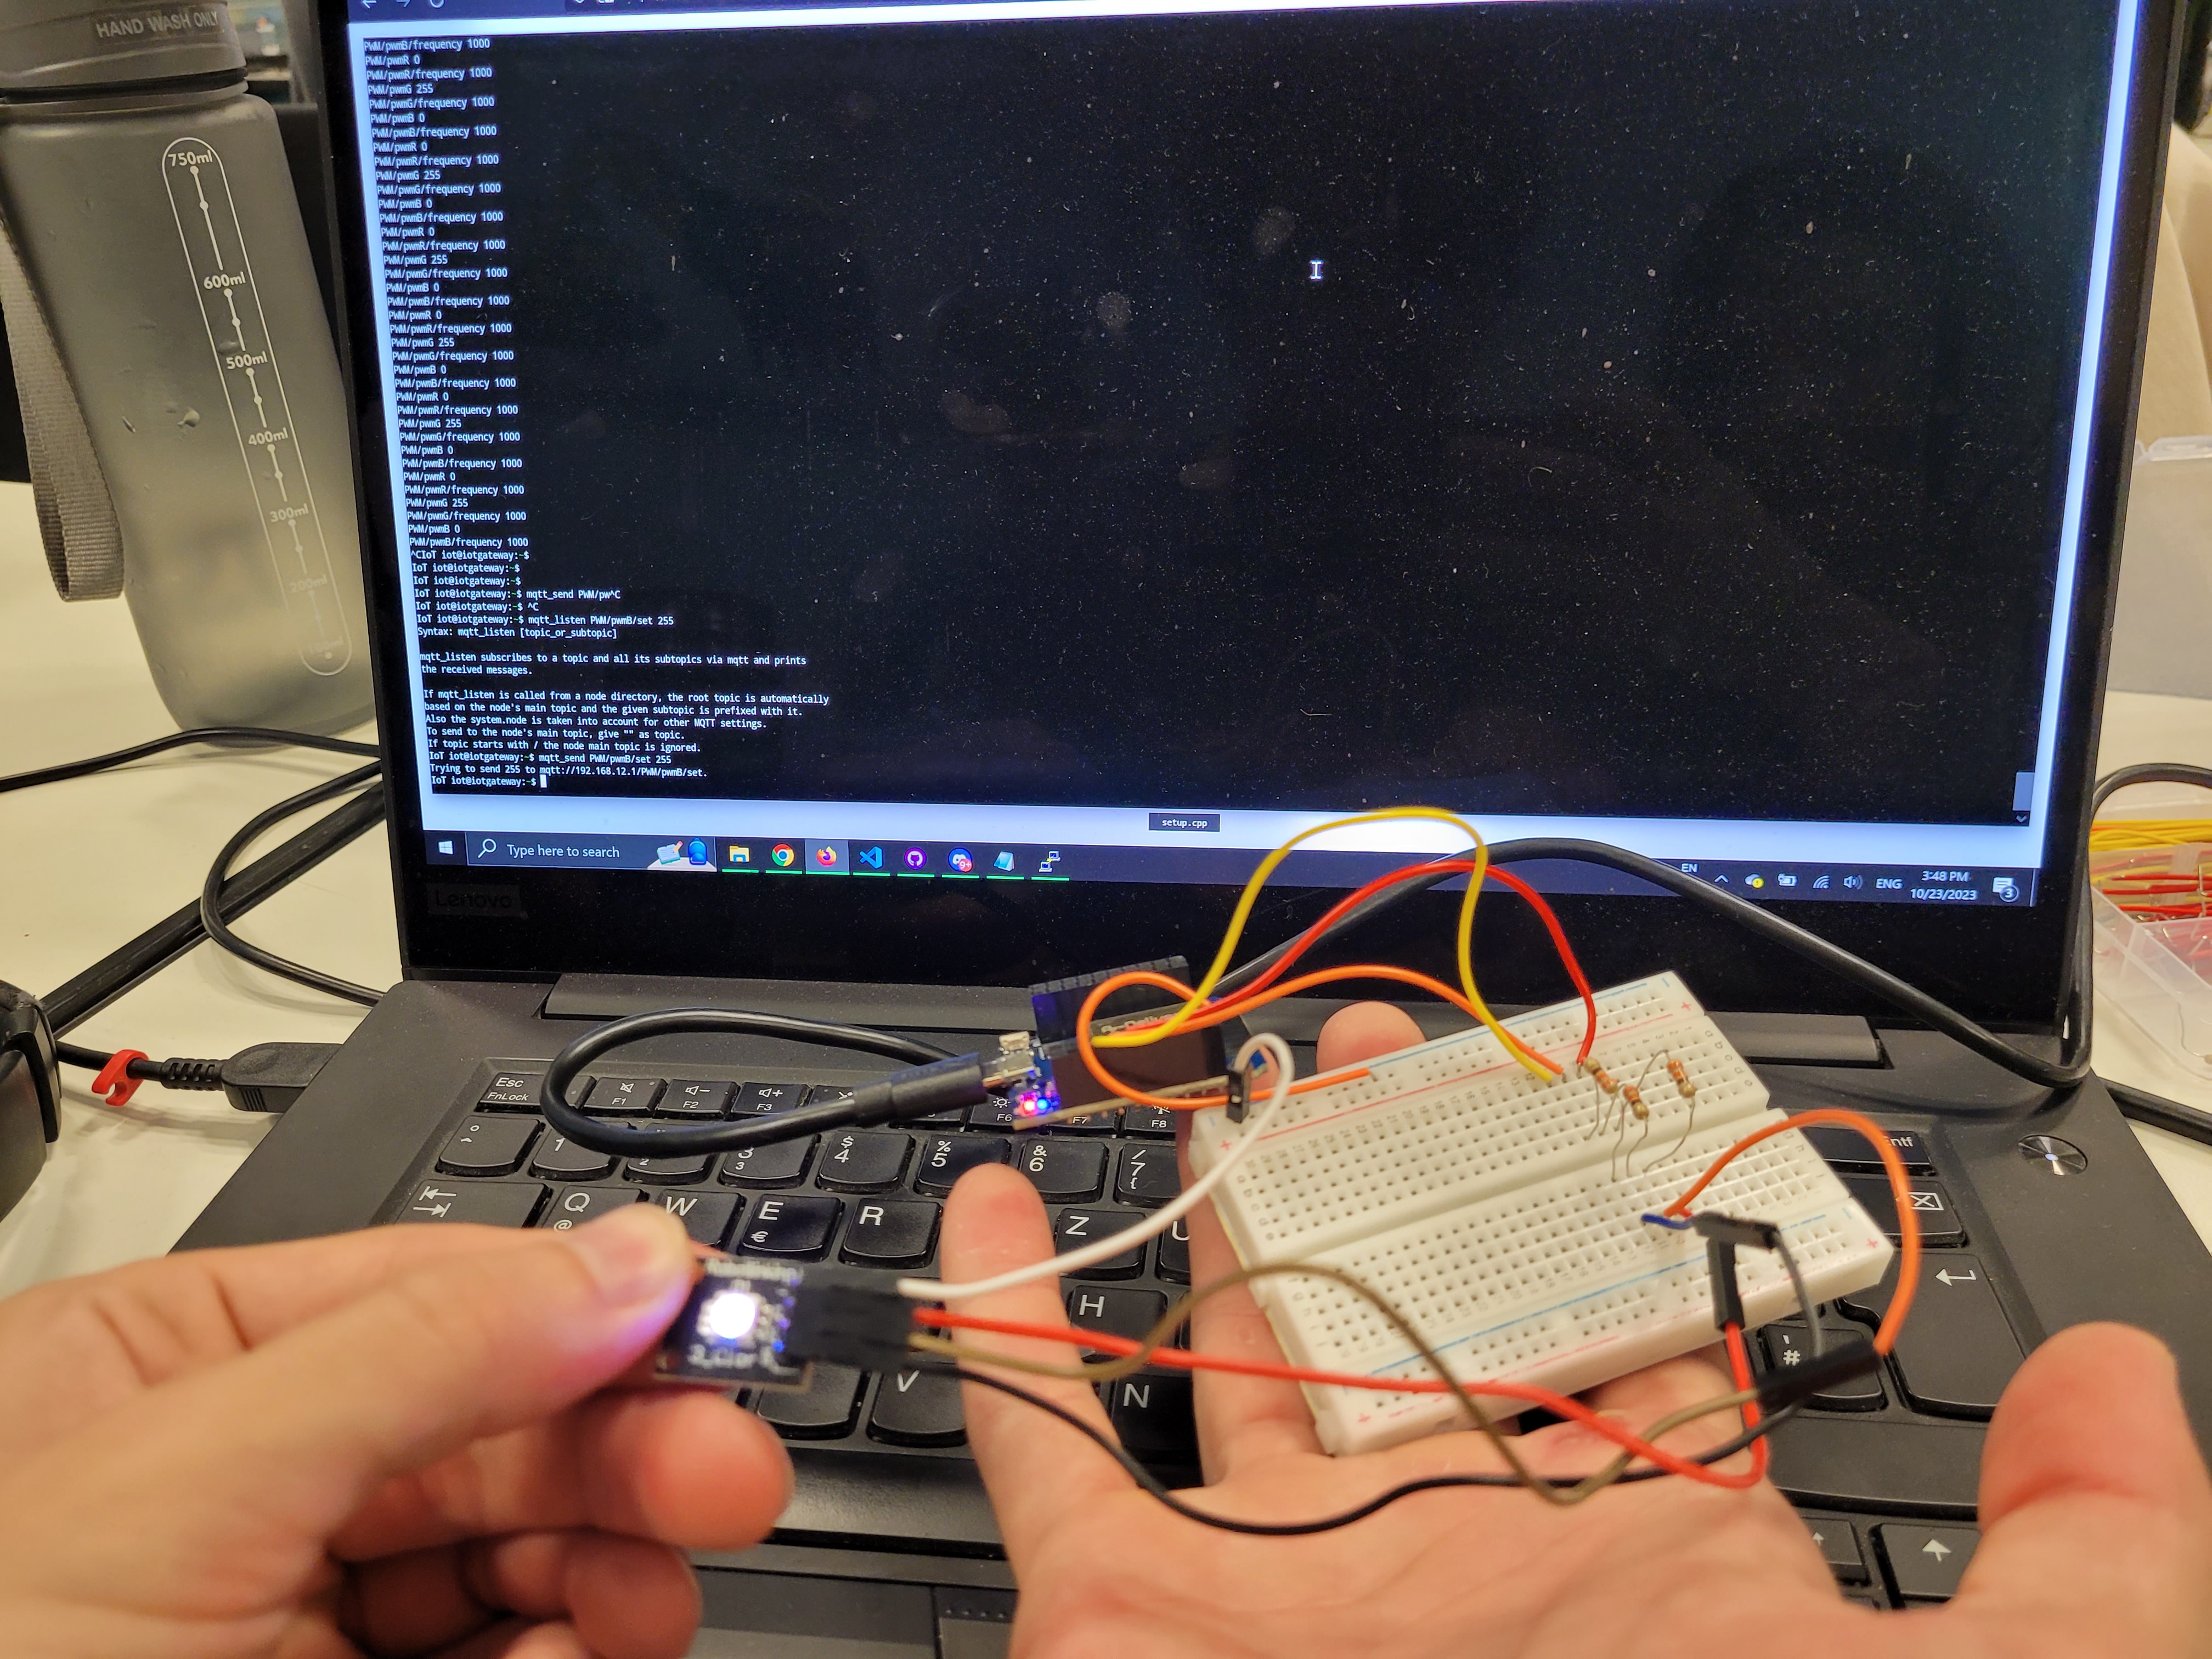 HAND WASH ONLY
750ml
600ml
500ml
400ml
300ml
200ml
PWM/pwmB/frequency 1000
PWM/pwmR 0
PWM/pwmR/frequency 1000
PWM/pwmG 255
PWM/pwmG/frequency 1000
PWM/pwmB 0
PWM/pwmB/frequency 1000
PWM/pwmR 0
PWM/pwmR/frequency 1000
PWM/pwmG 255
PWM/pwmG/frequency 1000
PWM/pwmB 0
PWM/pwmB/frequency 1000
PWM/pwmR 0
PWM/pwmR/frequency 1000
PWM/pwmG 255
PWM/pwmG/frequency 1000
PWM/pwmB 0
PWM/pwmB/frequency 1000
PWM/pwmR 0
PWM/pwmR/frequency 1000
PWM/pwmG 255
PWM/pwmG/frequency 1000
PWM/pwmB 0
PWM/pwmB/frequency 1000
PWM/pwmR 0
PWM/pwmR/frequency 1000
PWM/pwmG 255
PWM/pwmG/frequency 1000
PWM/pwmB 0
PWM/pwmB/frequency 1000
PWM/pwmR 0
PWM/pwmR/frequency 1000
PWM/pwmG 255
PWM/pwmG/frequency 1000
PWM/pwmB 0
PWM/pwmB/frequency 1000
^CIoT iot@iotgateway:~$
IoT iot@iotgateway:~$
IoT iot@iotgateway:~$
IoT iot@iotgateway:~$ mqtt_send PWM/pw^C
IoT iot@iotgateway:~$ ^C
IoT iot@iotgateway:~$ mqtt_listen PWM/pwmB/set 255
Syntax: mqtt_listen [topic_or_subtopic]
mqtt_listen subscribes to a topic and all its subtopics via mqtt and prints
the received messages.
If mqtt_listen is called from a node directory, the root topic is automatically
based on the node's main topic and the given subtopic is prefixed with it.
Also the system.node is taken into account for other MQTT settings.
To send to the node's main topic, give "" as topic.
If topic starts with / the node main topic is ignored.
IoT iot@iotgateway:~$ mqtt_send PWM/pwmB/set 255
Trying to send 255 to mqtt://192.168.12.1/PWM/pwmB/set.
IoT iot@iotgateway:~$
setup.cpp
Type here to search
EN
ENG
3:48 PM
10/23/2023
3
Lenovo
Esc
FnLock
F1
F2
F3
F6
F7
F8
1
2
3
3
$
4
%
5
&
6
/
7
{
Entf
Q
@
W
E
€
R
Z
U
H
'
#
V
N